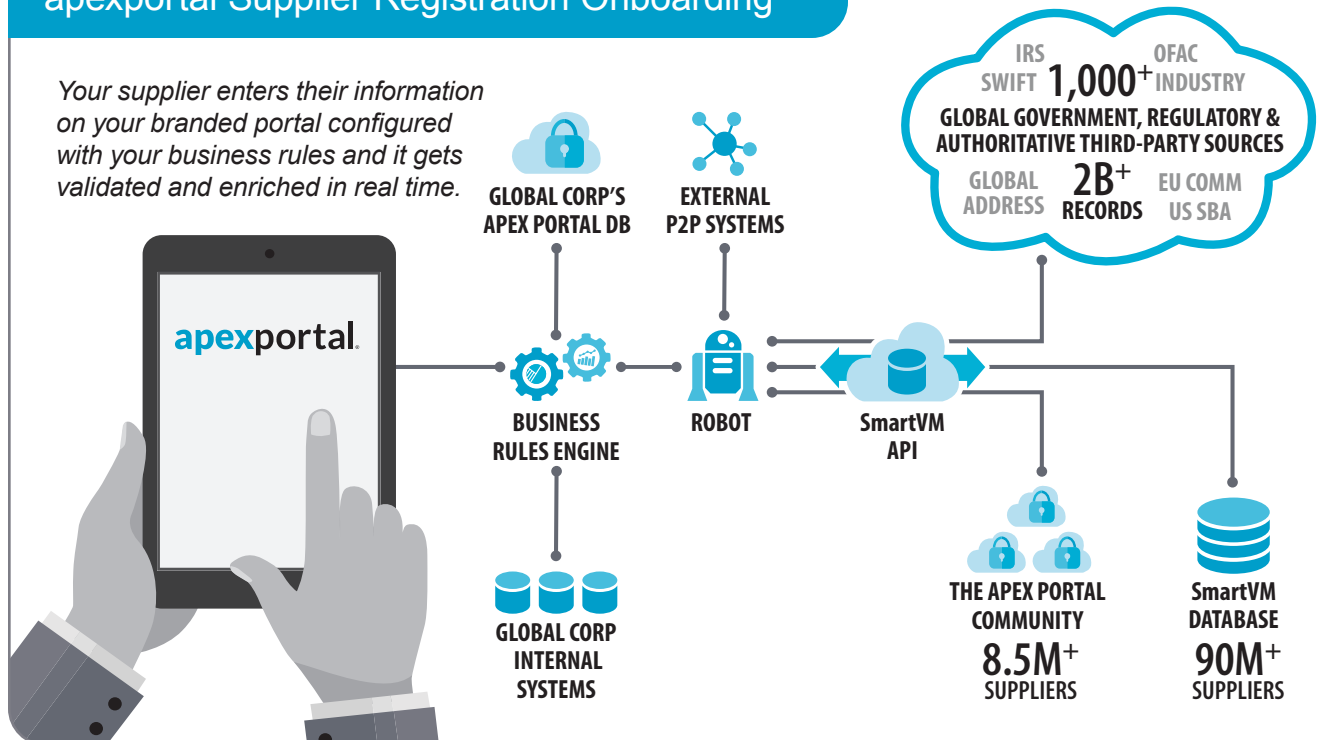 apexportal Supplier Registration Onboarding
Your supplier enters their information
on your branded portal configured
with your business rules and it gets
validated and enriched in real time.
apexportal.
GLOBAL CORP'S
APEX PORTAL DB
EXTERNAL
P2P SYSTEMS
IRS
OFAC
SWIFT 1,000+ INDUSTRY
GLOBAL GOVERNMENT, REGULATORY &
AUTHORITATIVE THIRD-PARTY SOURCES
GLOBAL
ADDRESS
2B+
RECORDS
EU COMM
US SBA
BUSINESS
RULES ENGINE
ROBOT
SmartVM
API
GLOBAL CORP
INTERNAL
SYSTEMS
THE APEX PORTAL
COMMUNITY
8.5M+
SUPPLIERS
SmartVM
DATABASE
90M+
SUPPLIERS